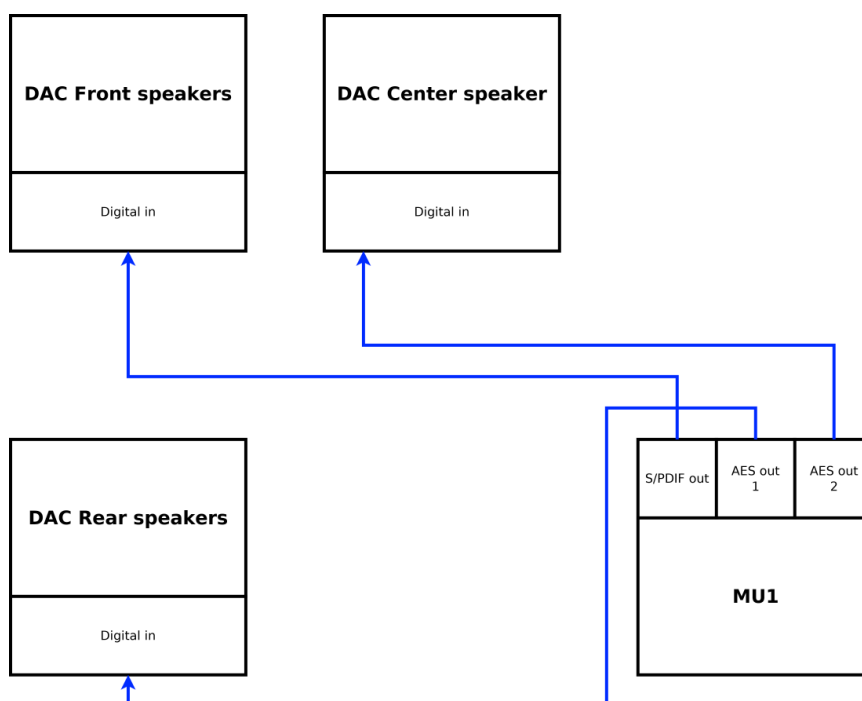 DAC Front speakers
DAC Center speaker
Digital in
Digital in
DAC Rear speakers
Digital in
S/PDIF out
AES out
1
AES out
2
MU1